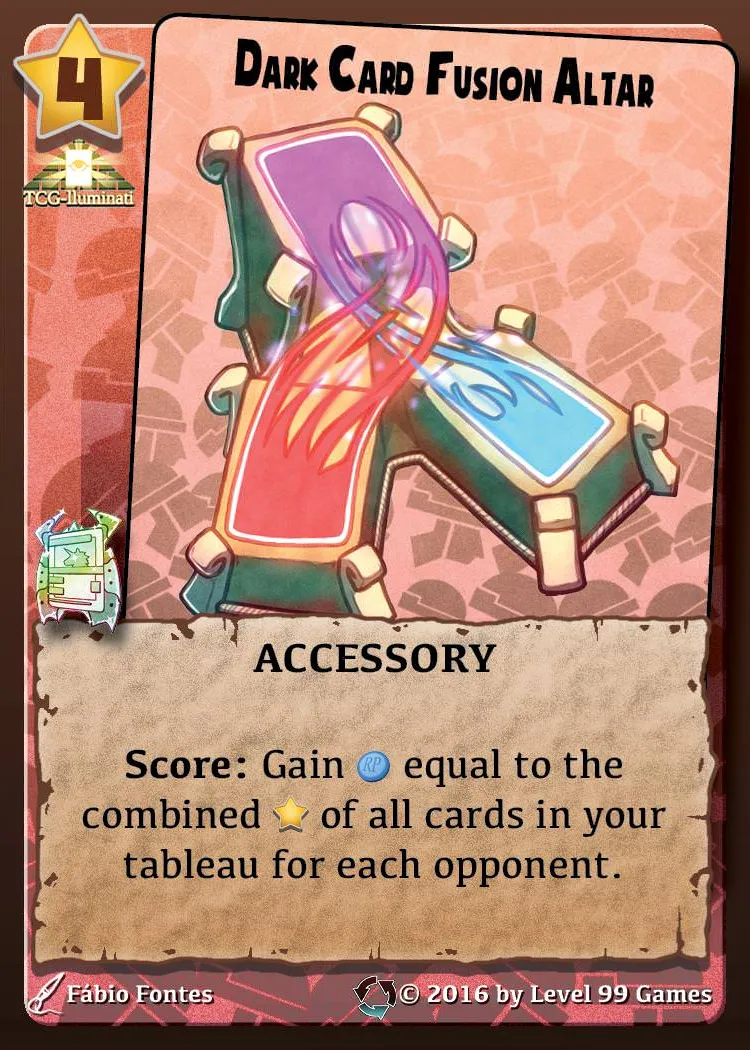 4
DARK CARD FUSION ALTAR
TCG-Iluminati
ACCESSORY
Score: Gain RP equal to the
combined of all cards in your
tableau for each opponent.
Fábio Fontes
© 2016 by Level 99 Games